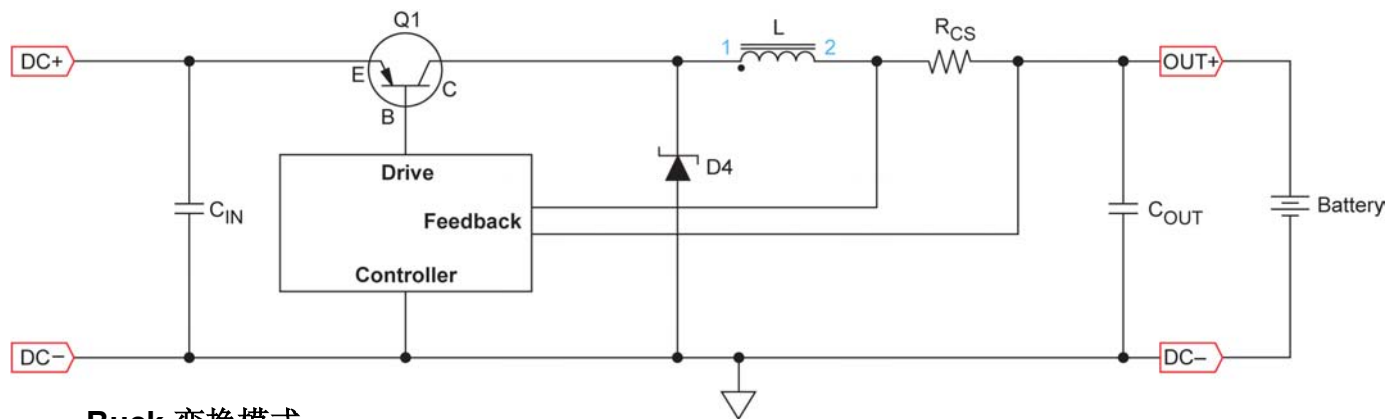 Q1
DC+
E
C
B
1
L
2
RCS
OUT+
Drive
Feedback
Controller
CIN
D4
COUT
Battery
DC−
DC−
Buck 变换模式